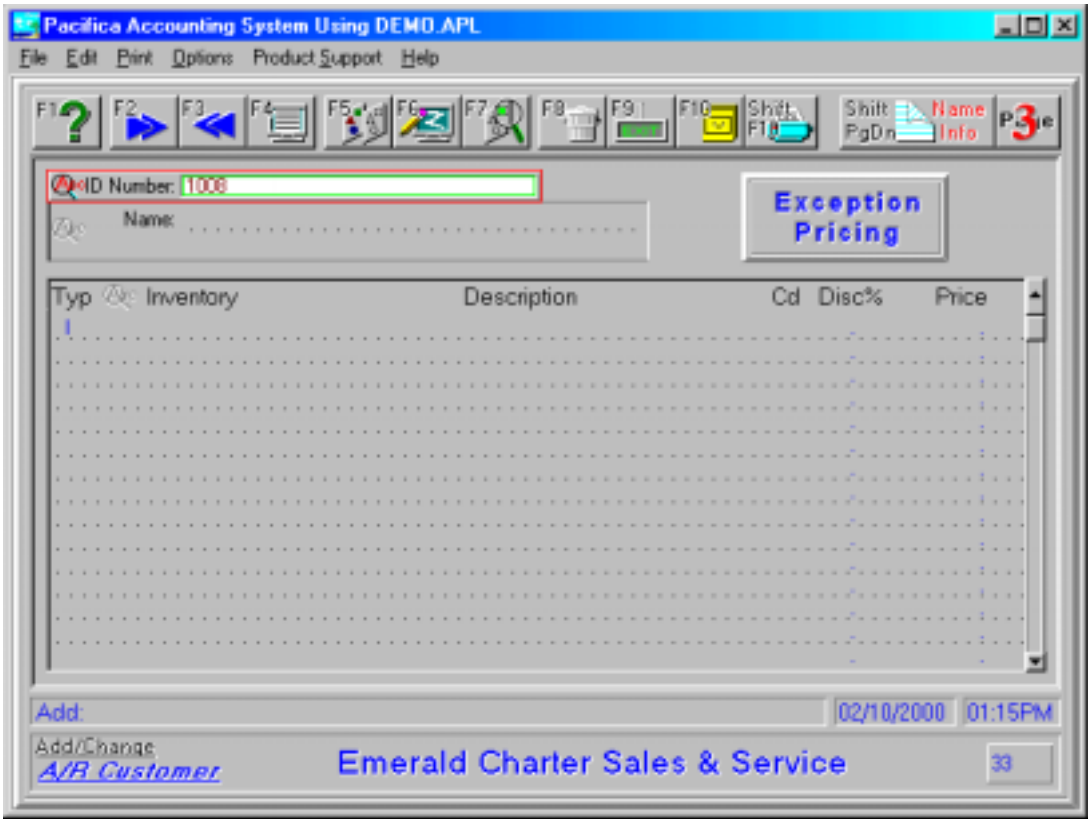 Pacifica Accounting System Using DEMO.APL
File Edit Print Options Product Support Help
F1 F2 F3 F4 F5 F6 F7 F8 F9 F10 Shift F10 Shift PgDn Name Info 3
ID Number: 1008
Name:
Exception Pricing
Typ Inventory Description Cd Disc% Price
I
Add: 02/10/2000 01:15PM
Add/Change
A/R Customer Emerald Charter Sales & Service 33